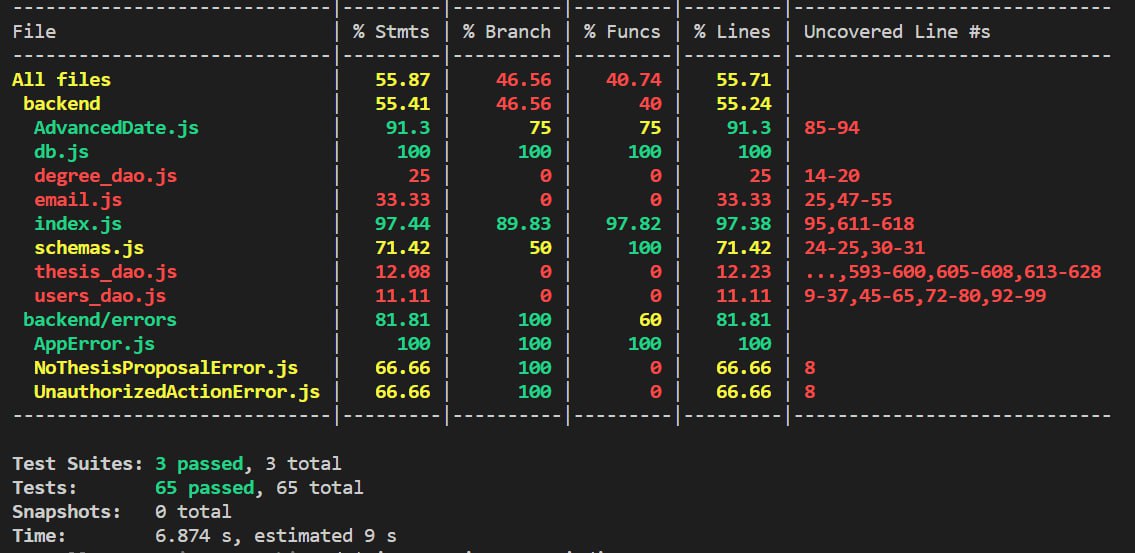 -----------------------------|---------|----------|---------|---------|-----------------------------
File                         | % Stmts | % Branch | % Funcs | % Lines | Uncovered Line #s
-----------------------------|---------|----------|---------|---------|-----------------------------
All files                    |   55.87 |    46.56 |   40.74 |   55.71 |
 backend                     |   55.41 |    46.56 |      40 |   55.24 |
  AdvancedDate.js            |    91.3 |       75 |      75 |    91.3 | 85-94
  db.js                      |     100 |      100 |     100 |     100 |
  degree_dao.js              |      25 |        0 |       0 |      25 | 14-20
  email.js                   |   33.33 |        0 |       0 |   33.33 | 25,47-55
  index.js                   |   97.44 |    89.83 |   97.82 |   97.38 | 95,611-618
  schemas.js                 |   71.42 |       50 |     100 |   71.42 | 24-25,30-31
  thesis_dao.js              |   12.08 |        0 |       0 |   12.23 | ...,593-600,605-608,613-628
  users_dao.js               |   11.11 |        0 |       0 |   11.11 | 9-37,45-65,72-80,92-99
 backend/errors              |   81.81 |      100 |      60 |   81.81 |
  AppError.js                |     100 |      100 |     100 |     100 |
  NoThesisProposalError.js   |   66.66 |      100 |       0 |   66.66 | 8
  UnauthorizedActionError.js |   66.66 |      100 |       0 |   66.66 | 8
-----------------------------|---------|----------|---------|---------|-----------------------------
Test Suites: 3 passed, 3 total
Tests:       65 passed, 65 total
Snapshots:   0 total
Time:        6.874 s, estimated 9 s